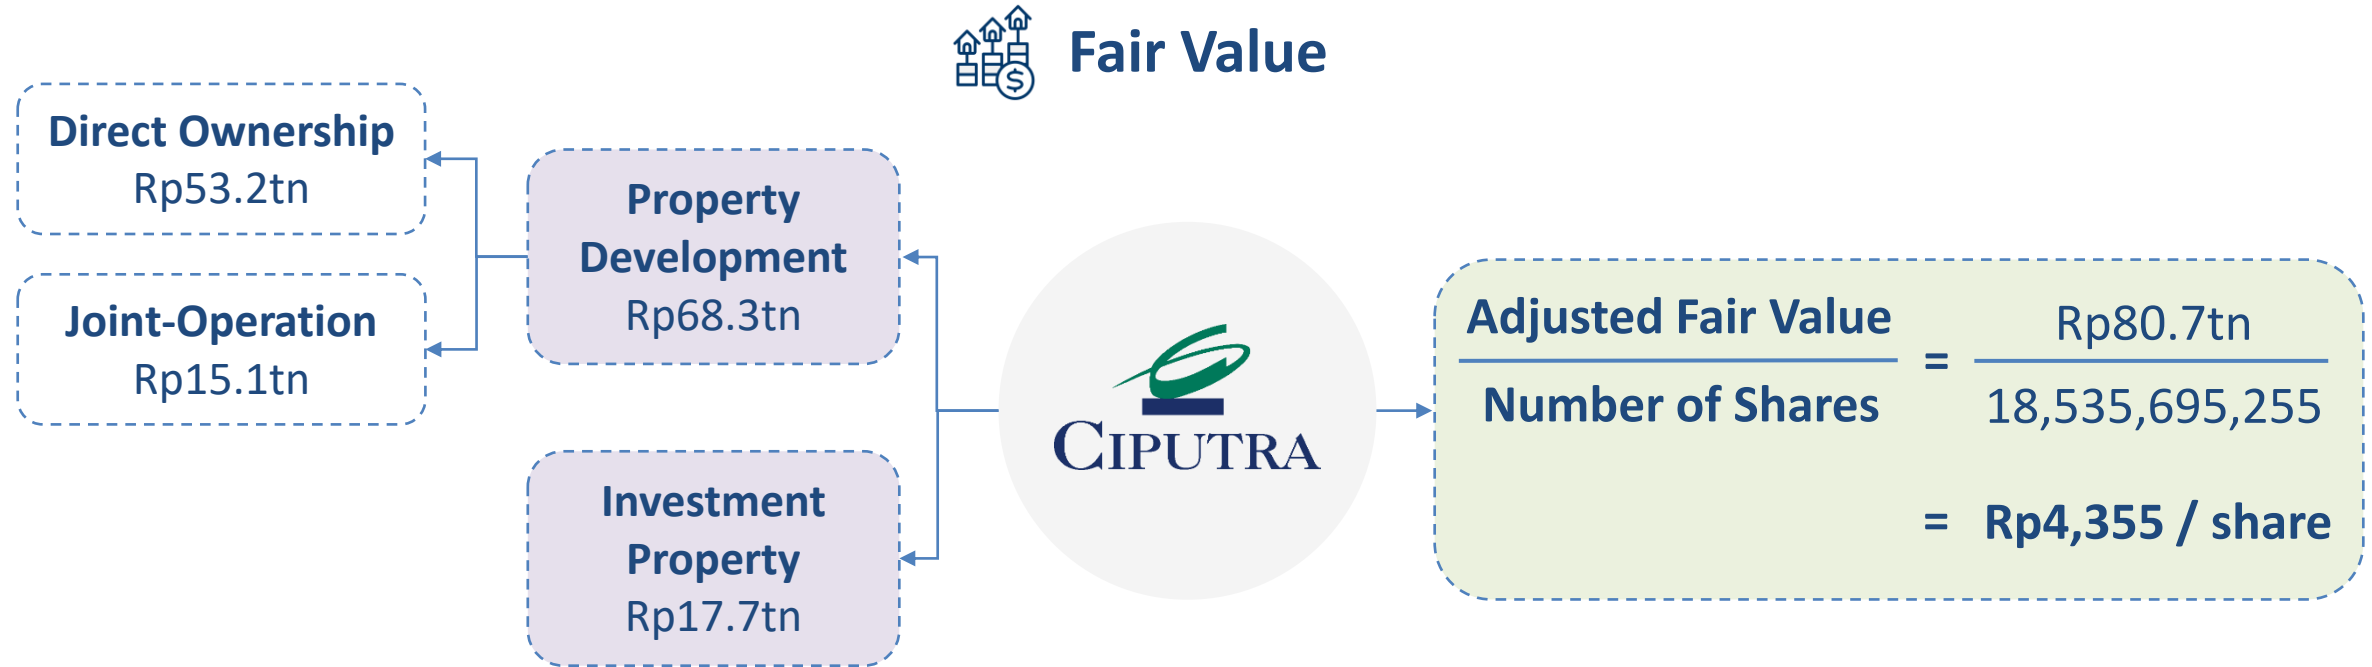 Fair Value
Direct Ownership
Rp53.2tn
Joint-Operation
Rp15.1tn
Property
Development
Rp68.3tn
Investment
Property
Rp17.7tn
$
CIPUTRA
Adjusted Fair Value
Number of Shares
=
Rp80.7tn
18,535,695,255
= Rp4,355 / share